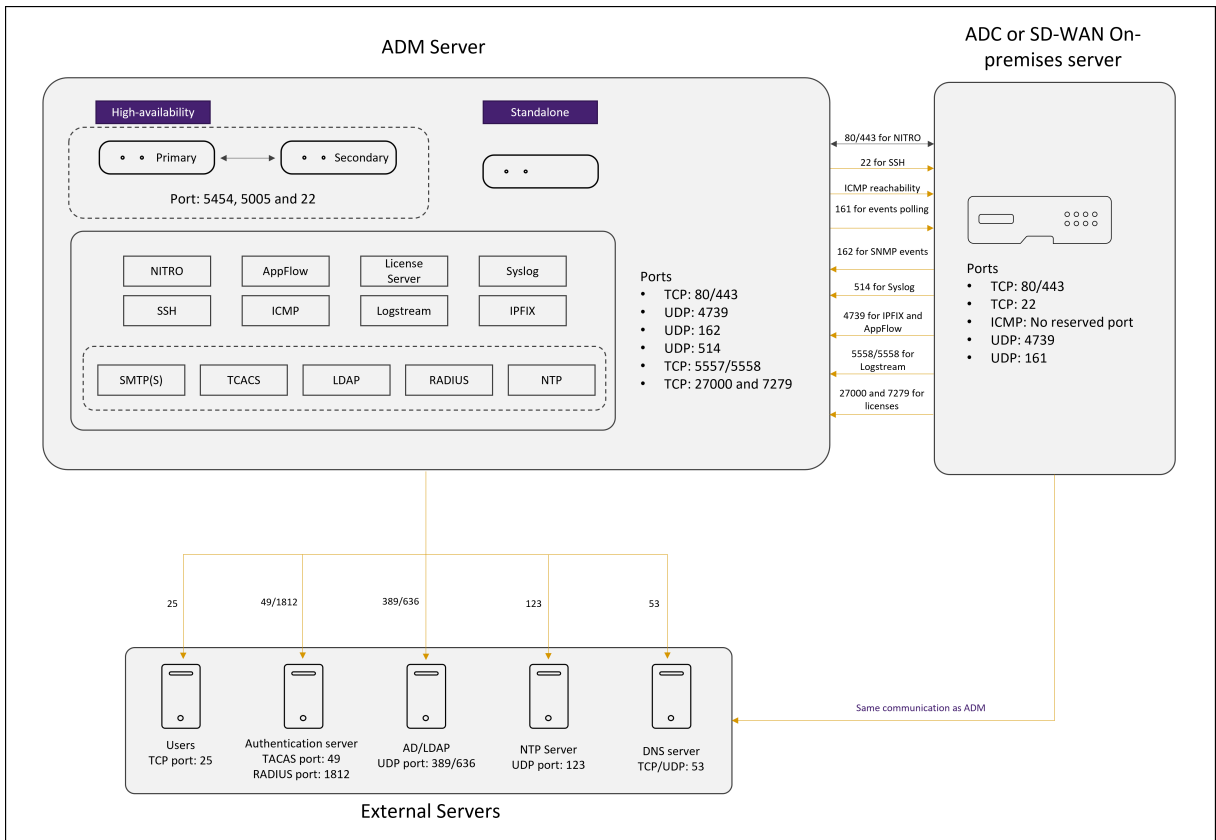 ADM Server
ADC or SD-WAN On-
premises server
High-availability
Standalone
Primary
Secondary
Port: 5454, 5005 and 22
NITRO
AppFlow
License
Server
Syslog
SSH
ICMP
Logstream
IPFIX
SMTP(S)
TCACS
LDAP
RADIUS
NTP
Ports
• TCP: 80/443
• UDP: 4739
• UDP: 162
• UDP: 514
• TCP: 5557/5558
• TCP: 27000 and 7279
80/443 for NITRO
22 for SSH
ICMP reachability
161 for events polling
162 for SNMP events
514 for Syslog
4739 for IPFIX and
AppFlow
5558/5558 for
Logstream
27000 and 7279 for
licenses
Ports
• TCP: 80/443
• TCP: 22
• ICMP: No reserved port
• UDP: 4739
• UDP: 161
25
49/1812
389/636
123
53
Users
TCP port: 25
Authentication server
TACAS port: 49
RADIUS port: 1812
AD/LDAP
UDP port: 389/636
NTP Server
UDP port: 123
DNS server
TCP/UDP: 53
Same communication as ADM
External Servers